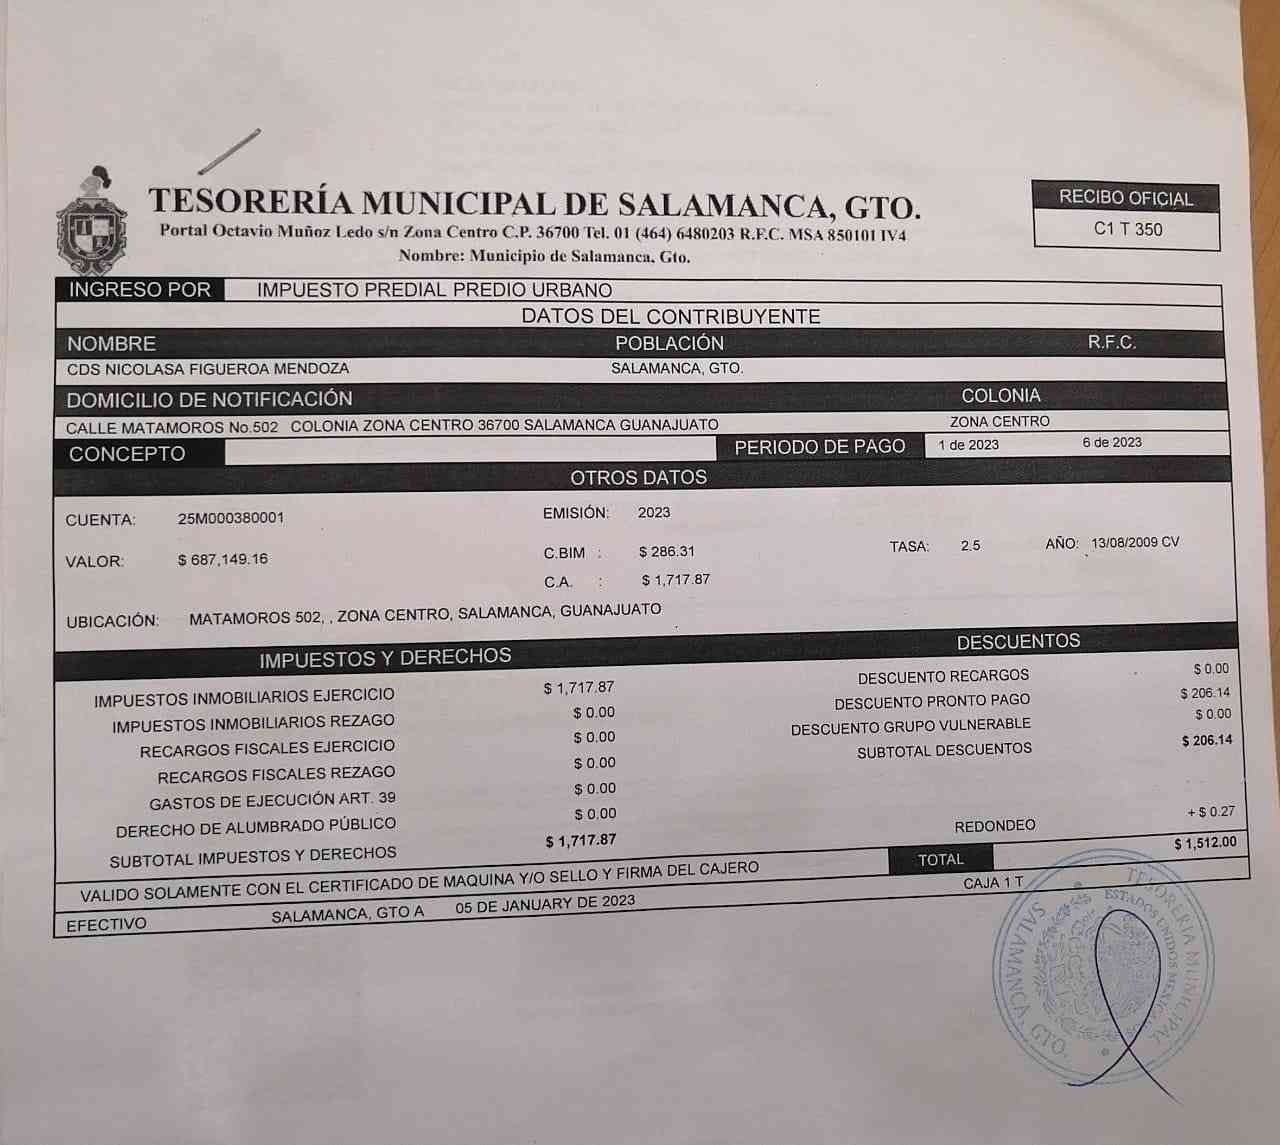 TESORERÍA MUNICIPAL DE SALAMANCA, GTO.
Portal Octavio Muñoz Ledo s/n Zona Centro C.P. 36700 Tel. 01 (464) 6480203 R.F.C. MSA 850101 IV4
Nombre: Municipio de Salamanca, Gto.
RECIBO OFICIAL
C1 T 350
INGRESO POR IMPUESTO PREDIAL PREDIO URBANO
DATOS DEL CONTRIBUYENTE
NOMBRE POBLACIÓN R.F.C.
CDS NICOLASA FIGUEROA MENDOZA SALAMANCA, GTO.
DOMICILIO DE NOTIFICACIÓN COLONIA
CALLE MATAMOROS No.502 COLONIA ZONA CENTRO 36700 SALAMANCA GUANAJUATO ZONA CENTRO
CONCEPTO PERIODO DE PAGO 1 de 2023 6 de 2023
OTROS DATOS
CUENTA: 25M000380001 EMISIÓN: 2023
VALOR: $ 687,149.16 C.BIM : $ 286.31 TASA: 2.5 AÑO: 13/08/2009 CV
C.A. : $ 1,717.87
UBICACIÓN: MATAMOROS 502, , ZONA CENTRO, SALAMANCA, GUANAJUATO
IMPUESTOS Y DERECHOS DESCUENTOS
IMPUESTOS INMOBILIARIOS EJERCICIO $ 1,717.87 DESCUENTO RECARGOS $ 0.00
IMPUESTOS INMOBILIARIOS REZAGO $ 0.00 DESCUENTO PRONTO PAGO $ 206.14
RECARGOS FISCALES EJERCICIO $ 0.00 DESCUENTO GRUPO VULNERABLE $ 0.00
RECARGOS FISCALES REZAGO $ 0.00 SUBTOTAL DESCUENTOS $ 206.14
GASTOS DE EJECUCIÓN ART. 39 $ 0.00
DERECHO DE ALUMBRADO PÚBLICO $ 0.00 REDONDEO + $ 0.27
SUBTOTAL IMPUESTOS Y DERECHOS $ 1,717.87 TOTAL $ 1,512.00
VALIDO SOLAMENTE CON EL CERTIFICADO DE MAQUINA Y/O SELLO Y FIRMA DEL CAJERO CAJA 1 T
EFECTIVO SALAMANCA, GTO A 05 DE JANUARY DE 2023
TESORERIA MUNICIPAL
ESTADOS UNIDOS MEXICANOS
SALAMANCA, GTO.